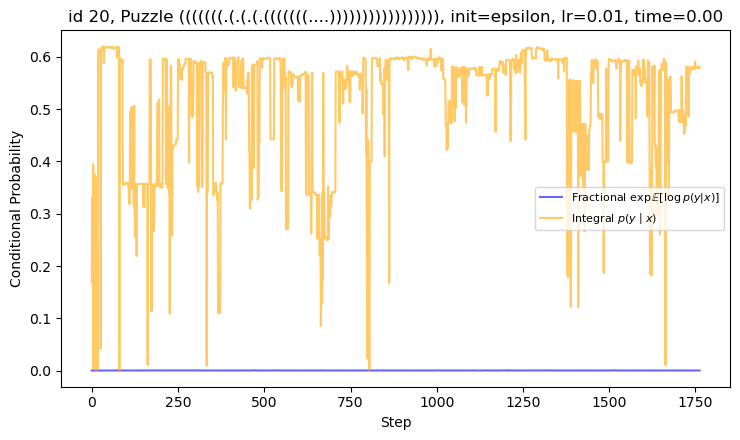 id 20, Puzzle (((((((.(.(.(.(((((((....))))))))))))))))), init=epsilon, lr=0.01, time=0.00
Conditional Probability
0.6
0.5
0.4
0.3
0.2
0.1
0.0
Fractional exp𝔼[log p(y|x)]
Integral p(y | x)
0 250 500 750 1000 1250 1500 1750
Step